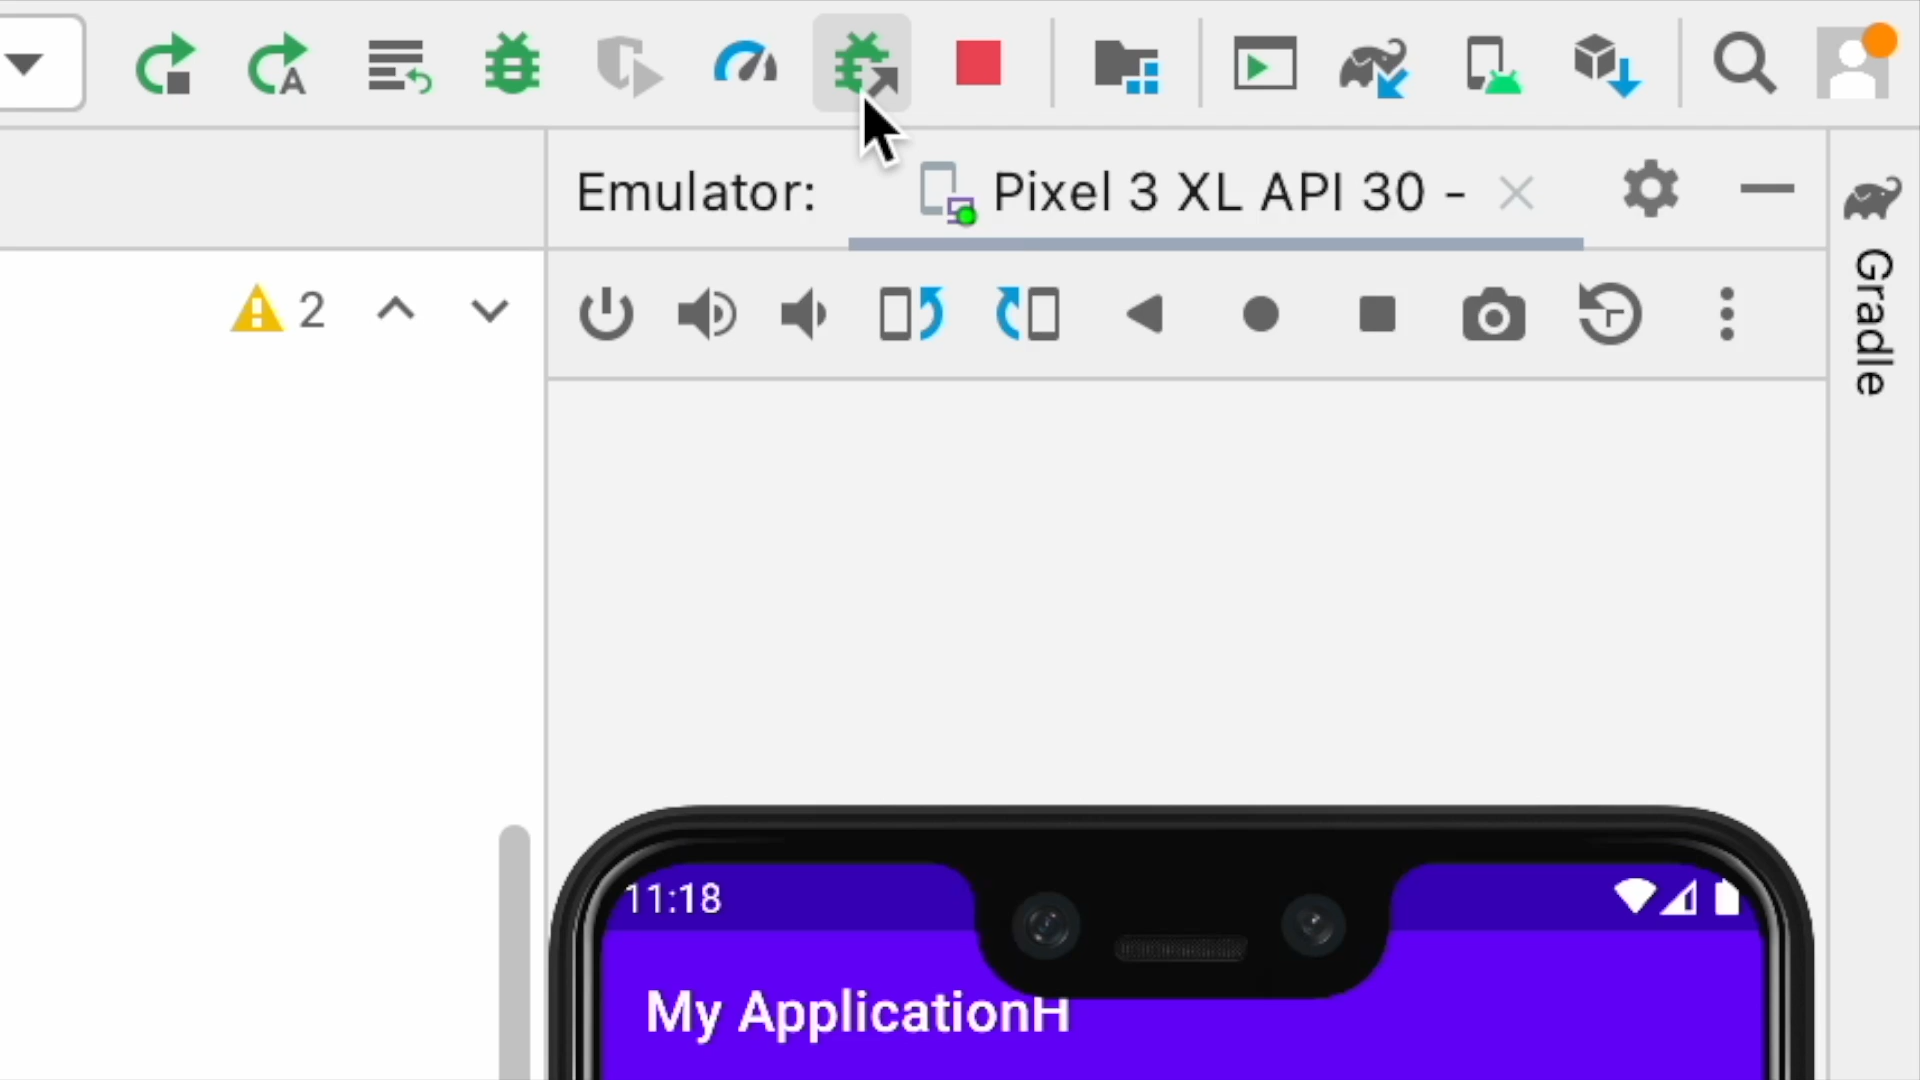 A
Emulator: Pixel 3 XL API 30 -
2
Gradle
11:18
My ApplicationH